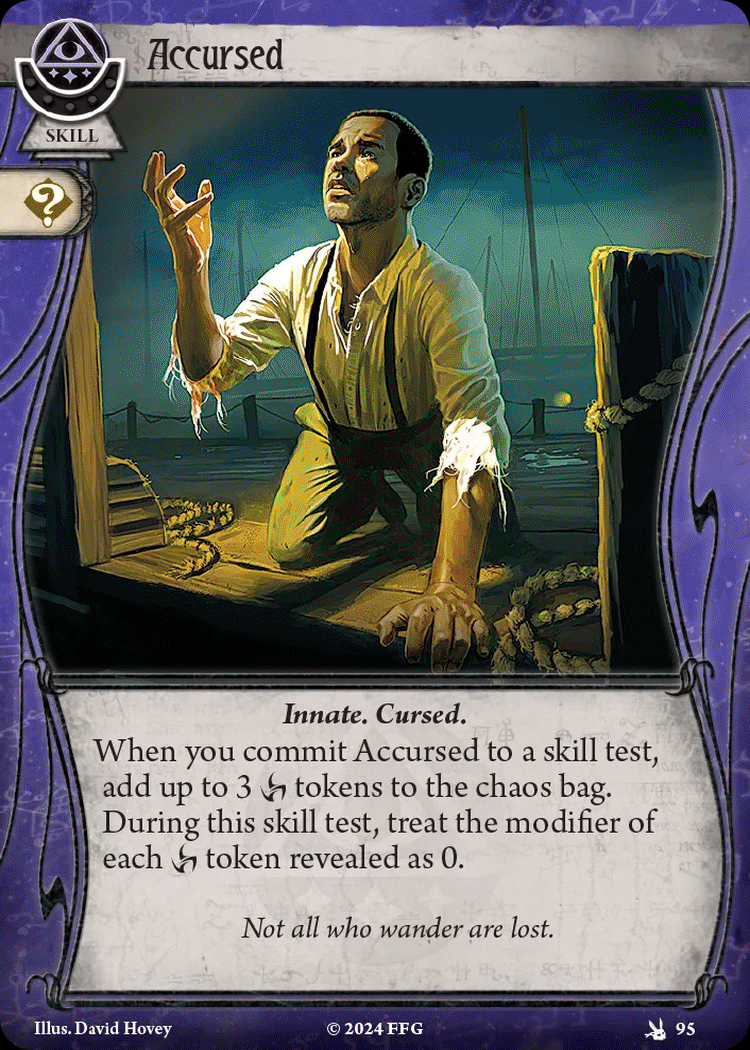 Accursed
SKILL
?
Innate. Cursed.
When you commit Accursed to a skill test,
add up to 3 tokens to the chaos bag.
During this skill test, treat the modifier of
each token revealed as 0.
Not all who wander are lost.
Illus. David Hovey
© 2024 FFG
95